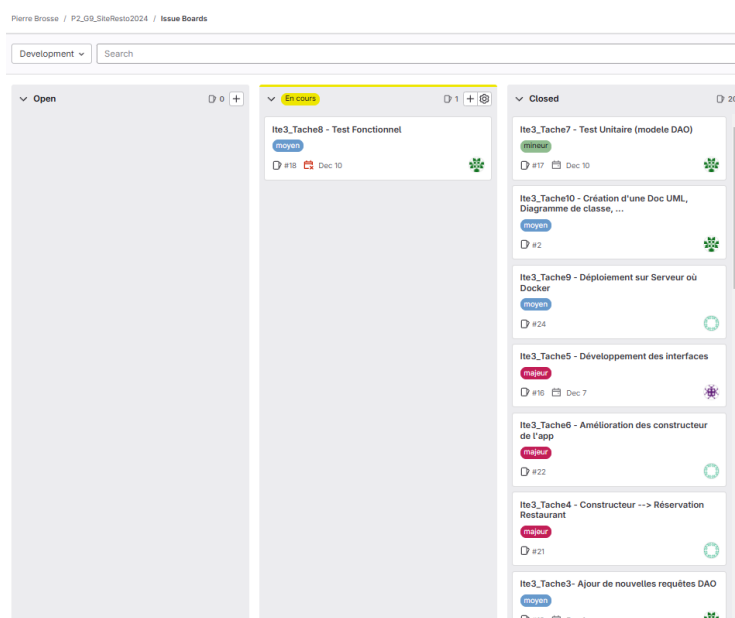 Pierre Brosse / P2_G9_SiteResto2024 / Issue Boards
Development
Search
Open
0
En cours
1
Ite3_Tache8 - Test Fonctionnel
moyen
#18 Dec 10
Closed
20
Ite3_Tache7 - Test Unitaire (modele DAO)
mineur
#17 Dec 10
Ite3_Tache10 - Création d'une Doc UML,
Diagramme de classe, ...
moyen
#2
Ite3_Tache9 - Déploiement sur Serveur où
Docker
moyen
#24
Ite3_Tache5 - Développement des interfaces
majeur
#16 Dec 7
Ite3_Tache6 - Amélioration des constructeur
de l'app
majeur
#22
Ite3_Tache4 - Constructeur --> Réservation
Restaurant
majeur
#21
Ite3_Tache3- Ajour de nouvelles requêtes DAO
moyen